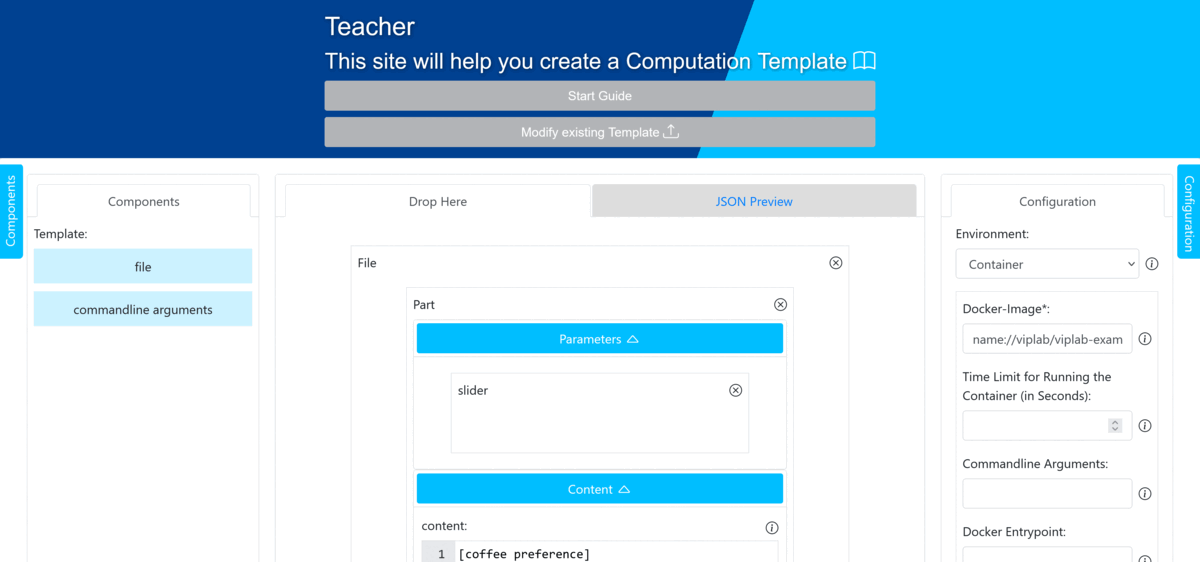 Teacher
This site will help you create a Computation Template
Start Guide
Modify existing Template
Components
Components
Template:
file
commandline arguments
Drop Here
JSON Preview
File
Part
Parameters
slider
Content
content:
1 [coffee preference]
Configuration
Environment:
Container
Docker-Image*:
name://viplab/viplab-exam
Time Limit for Running the
Container (in Seconds):
Commandline Arguments:
Docker Entrypoint:
Configuration